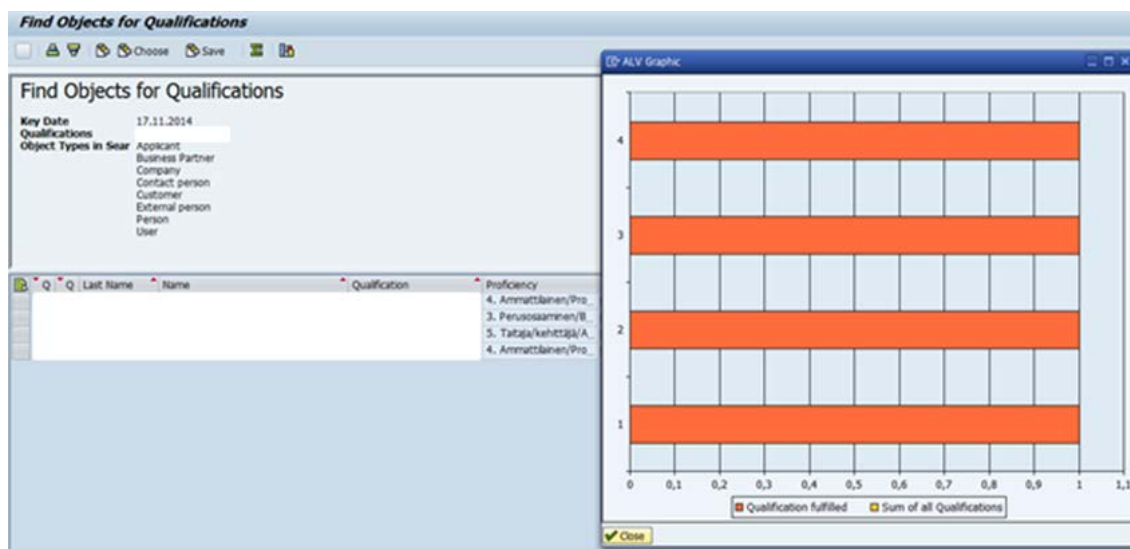 Find Objects for Qualifications
Choose Save
Find Objects for Qualifications
Key Date 17.11.2014
Qualifications
Object Types in Sear Applicant
Business Partner
Company
Contact person
Customer
External person
Person
User
Q Q Last Name Name Qualification Proficiency
4. Ammattilainen/Pro_
3. Perusosaaminen/B_
5. Taitaja/kehittäjä/A_
4. Ammattilainen/Pro_
ALV Graphic
4
3
2
1
0 0,1 0,2 0,3 0,4 0,5 0,6 0,7 0,8 0,9 1 1,1
Qualification fulfilled Sum of all Qualifications
Close